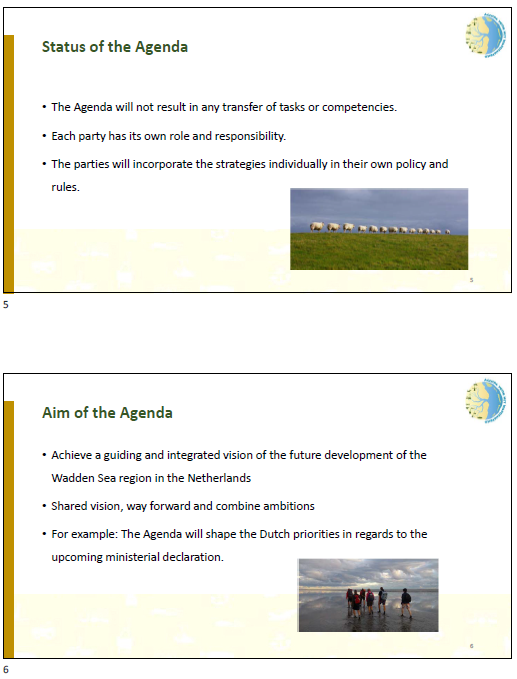 Status of the Agenda
• The Agenda will not result in any transfer of tasks or competencies.
• Each party has its own role and responsibility.
• The parties will incorporate the strategies individually in their own policy and
rules.
5
5
Aim of the Agenda
• Achieve a guiding and integrated vision of the future development of the
Wadden Sea region in the Netherlands
• Shared vision, way forward and combine ambitions
• For example: The Agenda will shape the Dutch priorities in regards to the
upcoming ministerial declaration.
6
6